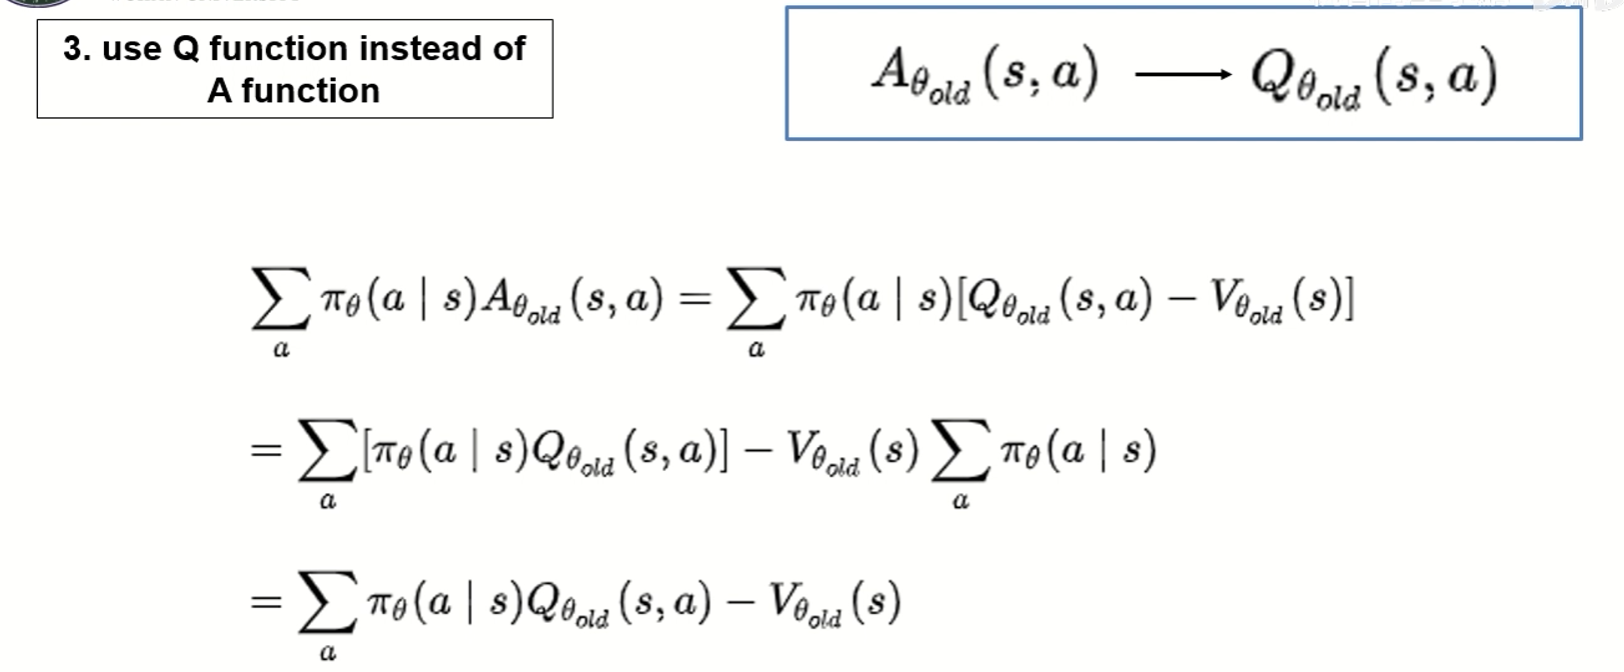 3. use Q function instead of
A function
A_{θ_{old}}(s, a) ⟶ Q_{θ_{old}}(s, a)
∑_a π_θ(a | s)A_{θ_{old}}(s, a) = ∑_a π_θ(a | s)[Q_{θ_{old}}(s, a) − V_{θ_{old}}(s)]
= ∑_a [π_θ(a | s)Q_{θ_{old}}(s, a)] − V_{θ_{old}}(s) ∑_a π_θ(a | s)
= ∑_a π_θ(a | s)Q_{θ_{old}}(s, a) − V_{θ_{old}}(s)